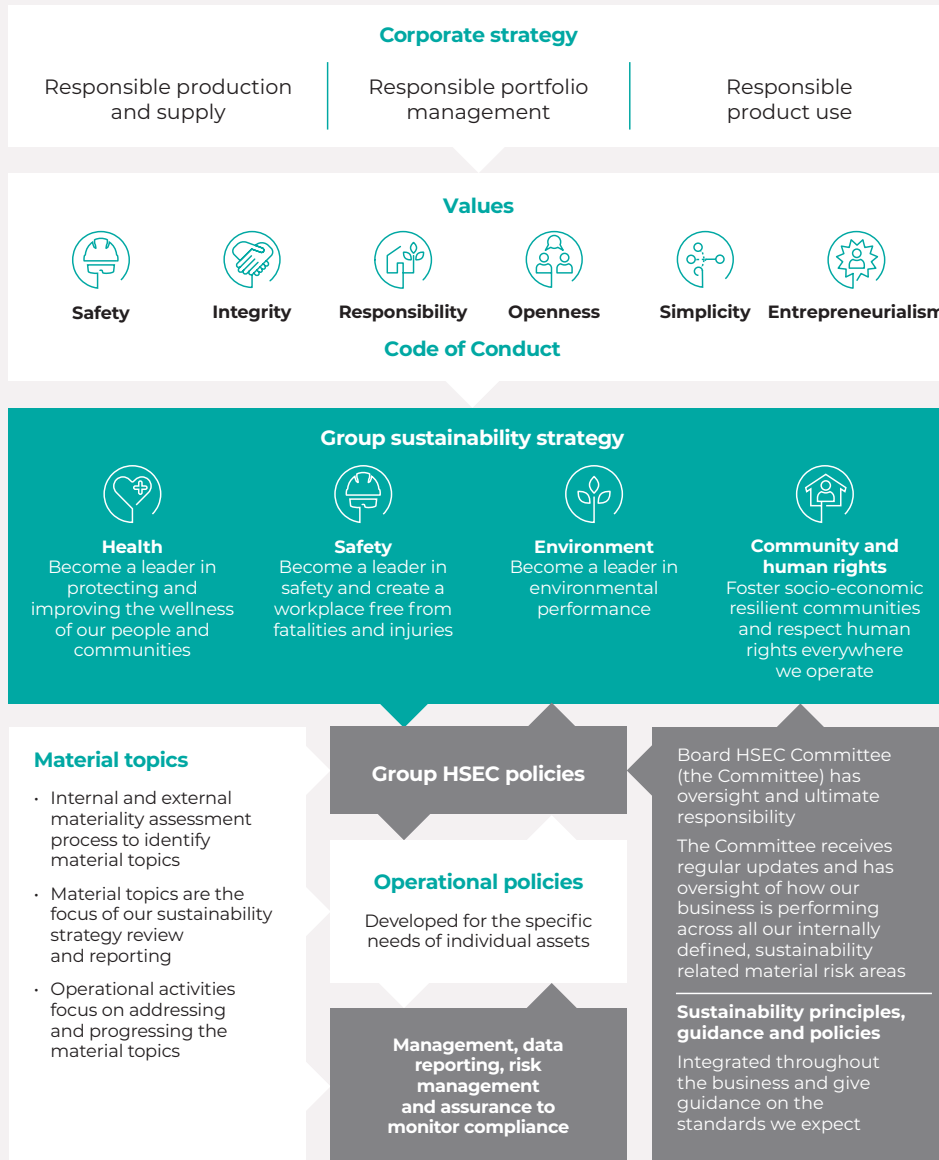 Corporate strategy
Responsible production
and supply
Responsible portfolio
management
Responsible
product use
Values
Safety
Integrity
Responsibility
Openness
Simplicity
Entrepreneurialism
Code of Conduct
Group sustainability strategy
Health
Become a leader in
protecting and
improving the wellness
of our people and
communities
Safety
Become a leader in
safety and create a
workplace free from
fatalities and injuries
Environment
Become a leader in
environmental
performance
Community and
human rights
Foster socio-economic
resilient communities
and respect human
rights everywhere
we operate
Material topics
• Internal and external
materiality assessment
process to identify
material topics
• Material topics are the
focus of our sustainability
strategy review
and reporting
• Operational activities
focus on addressing
and progressing the
material topics
Group HSEC policies
Operational policies
Developed for the specific
needs of individual assets
Management, data
reporting, risk
management
and assurance to
monitor compliance
Board HSEC Committee
(the Committee) has
oversight and ultimate
responsibility
The Committee receives
regular updates and has
oversight of how our
business is performing
across all our internally
defined, sustainability
related material risk areas
Sustainability principles,
guidance and policies
Integrated throughout
the business and give
guidance on the
standards we expect